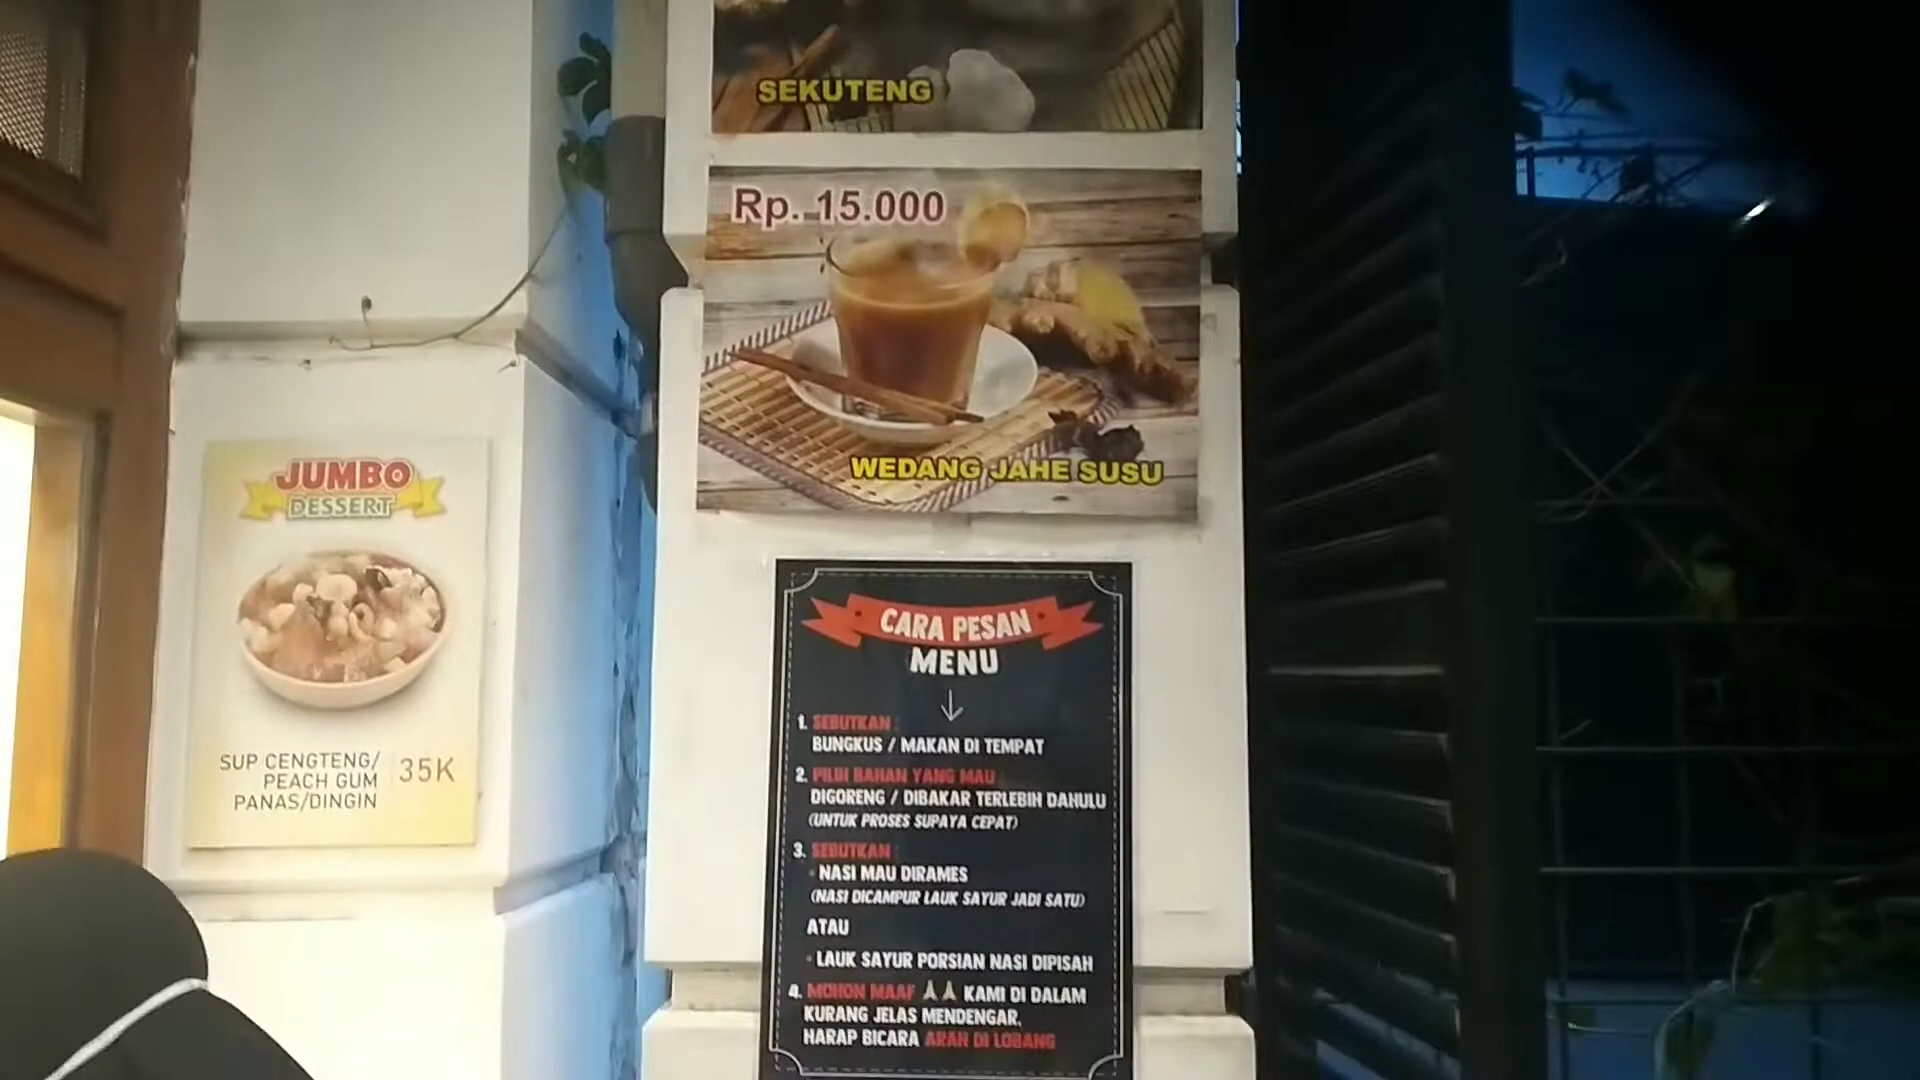 SEKUTENG
Rp. 15.000
WEDANG JAHE SUSU
JUMBO
DESSERT
SUP CENGTENG/
PEACH GUM
PANAS/DINGIN
35K
CARA PESAN
MENU
1. SEBUTKAN :
BUNGKUS / MAKAN DI TEMPAT
2. PILIH BAHAN YANG MAU
DIGORENG / DIBAKAR TERLEBIH DAHULU
(UNTUK PROSES SUPAYA CEPAT)
3. SEBUTKAN :
• NASI MAU DIRAMES
(NASI DICAMPUR LAUK SAYUR JADI SATU)
ATAU
• LAUK SAYUR PORSIAN NASI DIPISAH
4. MOHON MAAF 🙏🙏 KAMI DI DALAM
KURANG JELAS MENDENGAR,
HARAP BICARA ARAH DI LOBANG